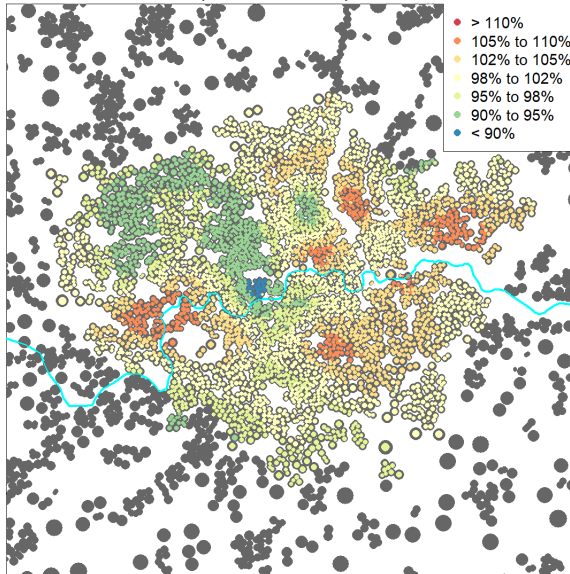 > 110%
105% to 110%
102% to 105%
98% to 102%
95% to 98%
90% to 95%
< 90%